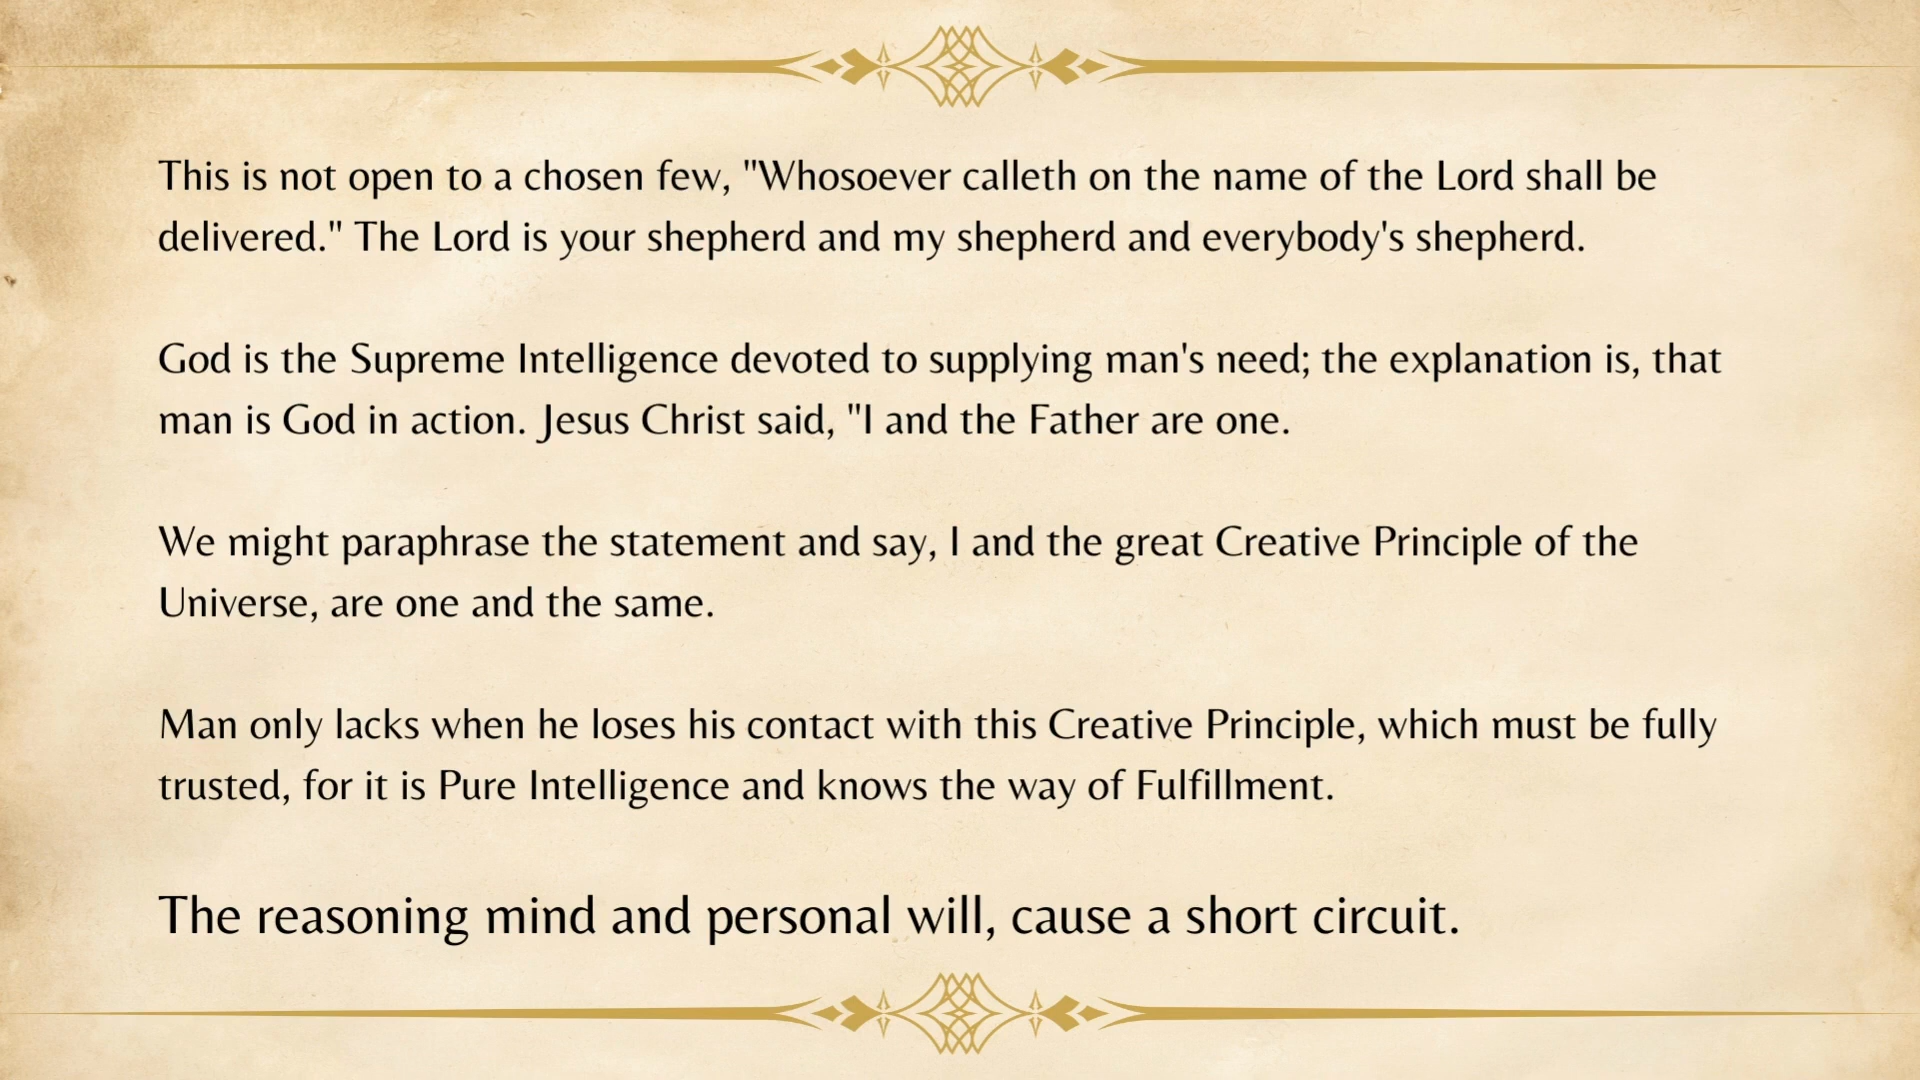 This is not open to a chosen few, "Whosoever calleth on the name of the Lord shall be
delivered." The Lord is your shepherd and my shepherd and everybody's shepherd.
God is the Supreme Intelligence devoted to supplying man's need; the explanation is, that
man is God in action. Jesus Christ said, "I and the Father are one.
We might paraphrase the statement and say, I and the great Creative Principle of the
Universe, are one and the same.
Man only lacks when he loses his contact with this Creative Principle, which must be fully
trusted, for it is Pure Intelligence and knows the way of Fulfillment.
The reasoning mind and personal will, cause a short circuit.